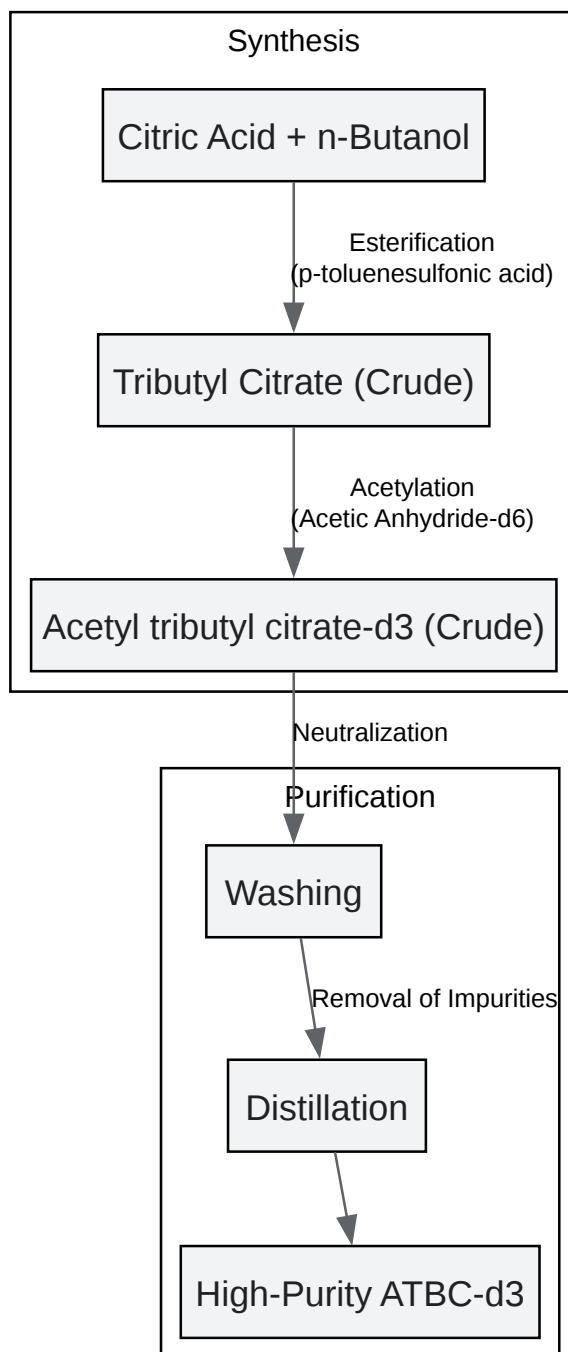 Synthesis
Citric Acid + n-Butanol
Esterification
(p-toluenesulfonic acid)
Tributyl Citrate (Crude)
Acetylation
(Acetic Anhydride-d6)
Acetyl tributyl citrate-d3 (Crude)
Neutralization
Purification
Washing
Removal of Impurities
Distillation
High-Purity ATBC-d3